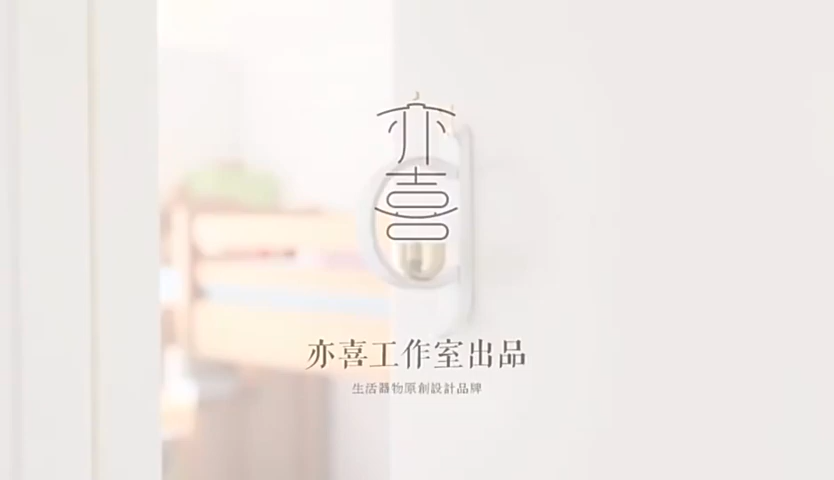 亦喜
亦喜工作室出品
生活器物原創設計品牌